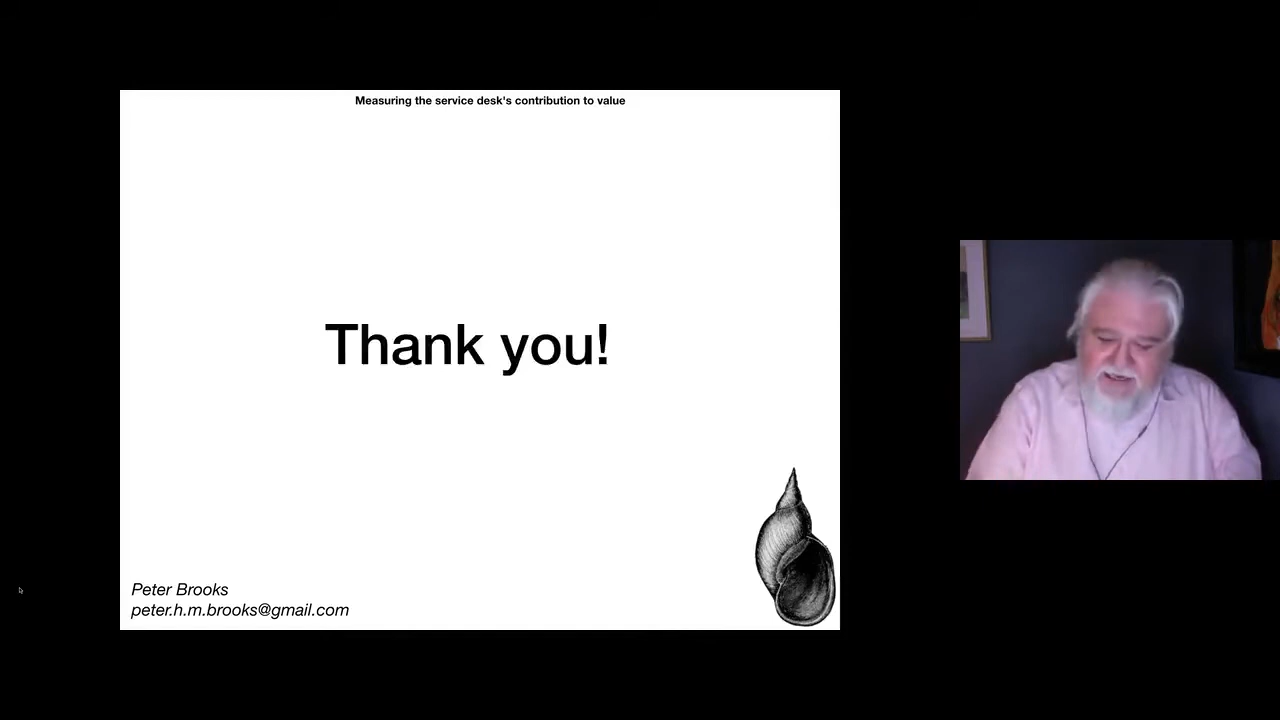 Measuring the service desk's contribution to value
Thank you!
Peter Brooks
peter.h.m.brooks@gmail.com